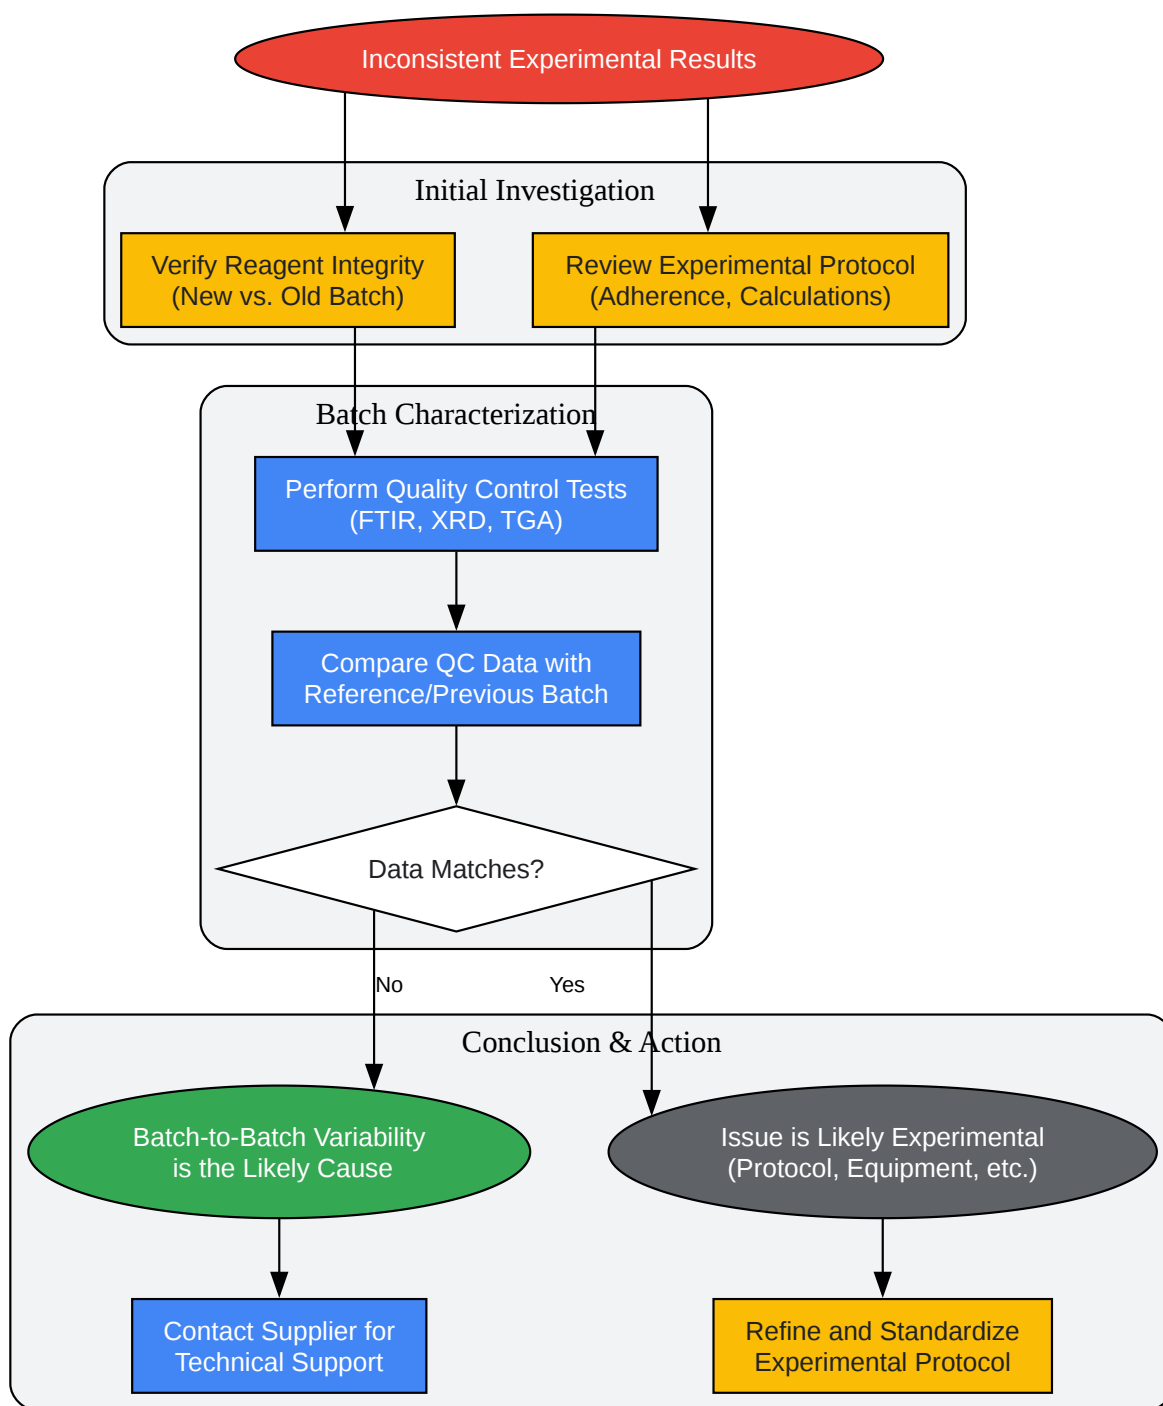 Inconsistent Experimental Results
Initial Investigation
Verify Reagent Integrity
(New vs. Old Batch)
Review Experimental Protocol
(Adherence, Calculations)
Batch Characterization
Perform Quality Control Tests
(FTIR, XRD, TGA)
Compare QC Data with
Reference/Previous Batch
Data Matches?
No
Yes
Conclusion & Action
Batch-to-Batch Variability
is the Likely Cause
Issue is Likely Experimental
(Protocol, Equipment, etc.)
Contact Supplier for
Technical Support
Refine and Standardize
Experimental Protocol